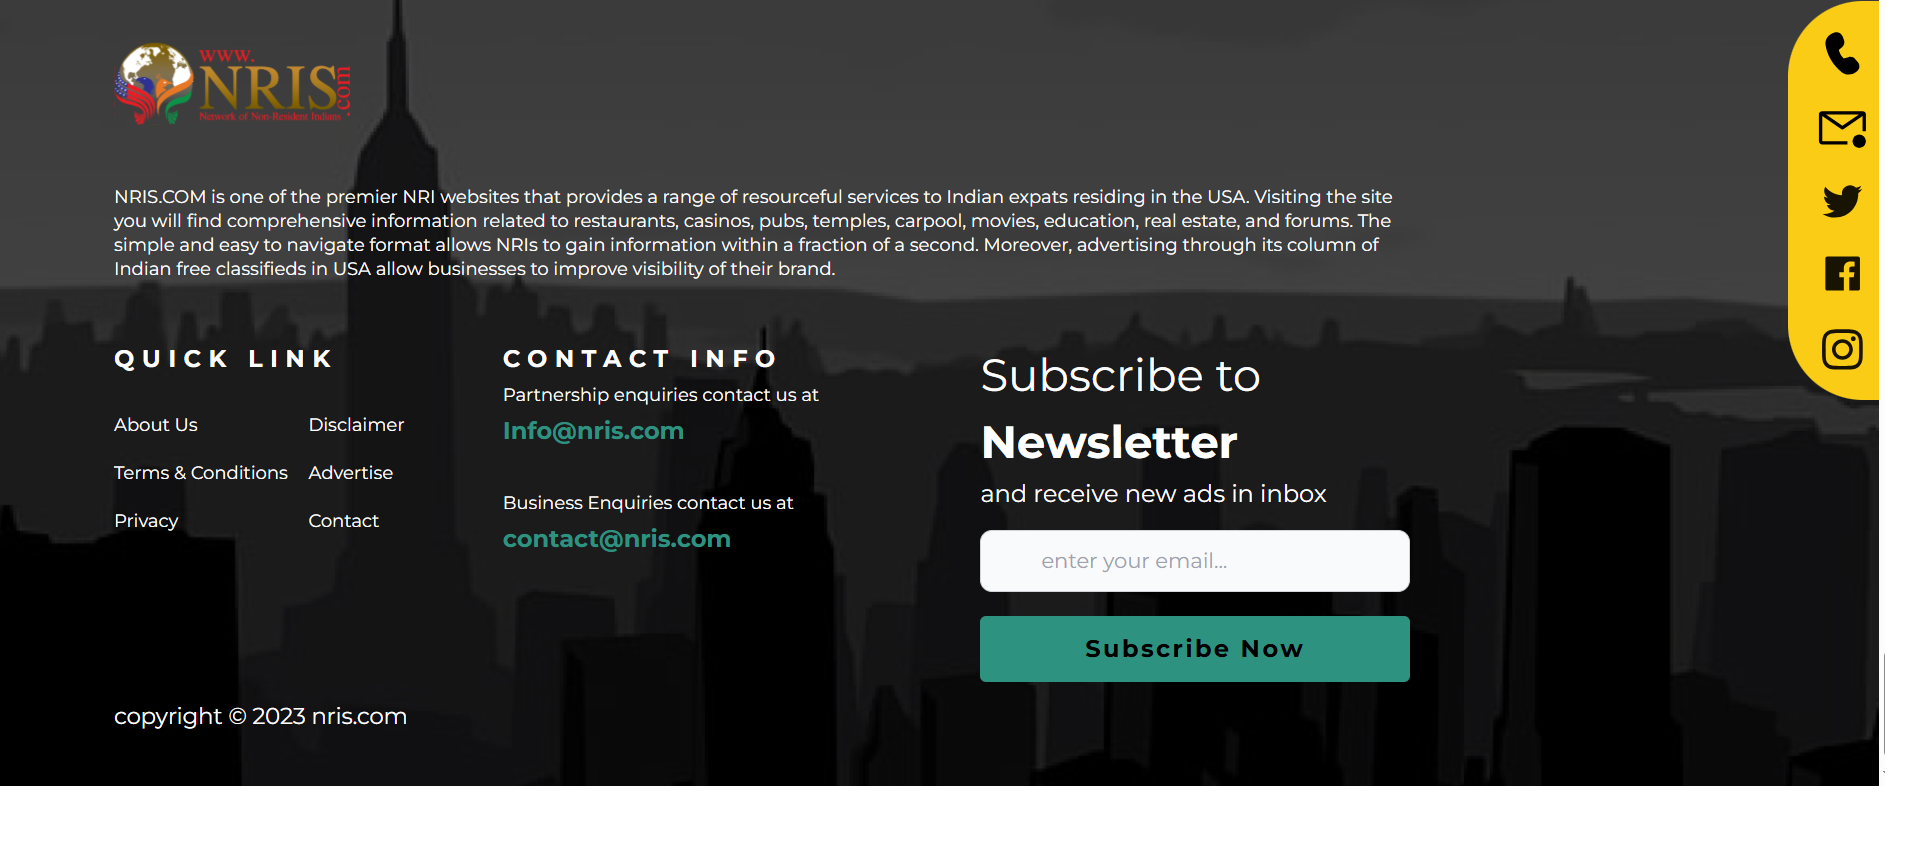 www.
NRIS
.com
Network of Non-Resident Indians
NRIS.COM is one of the premier NRI websites that provides a range of resourceful services to Indian expats residing in the USA. Visiting the site
you will find comprehensive information related to restaurants, casinos, pubs, temples, carpool, movies, education, real estate, and forums. The
simple and easy to navigate format allows NRIs to gain information within a fraction of a second. Moreover, advertising through its column of
Indian free classifieds in USA allow businesses to improve visibility of their brand.
QUICK LINK
About Us
Disclaimer
Terms & Conditions
Advertise
Privacy
Contact
CONTACT INFO
Partnership enquiries contact us at
Info@nris.com
Business Enquiries contact us at
contact@nris.com
Subscribe to
Newsletter
and receive new ads in inbox
enter your email...
Subscribe Now
copyright © 2023 nris.com